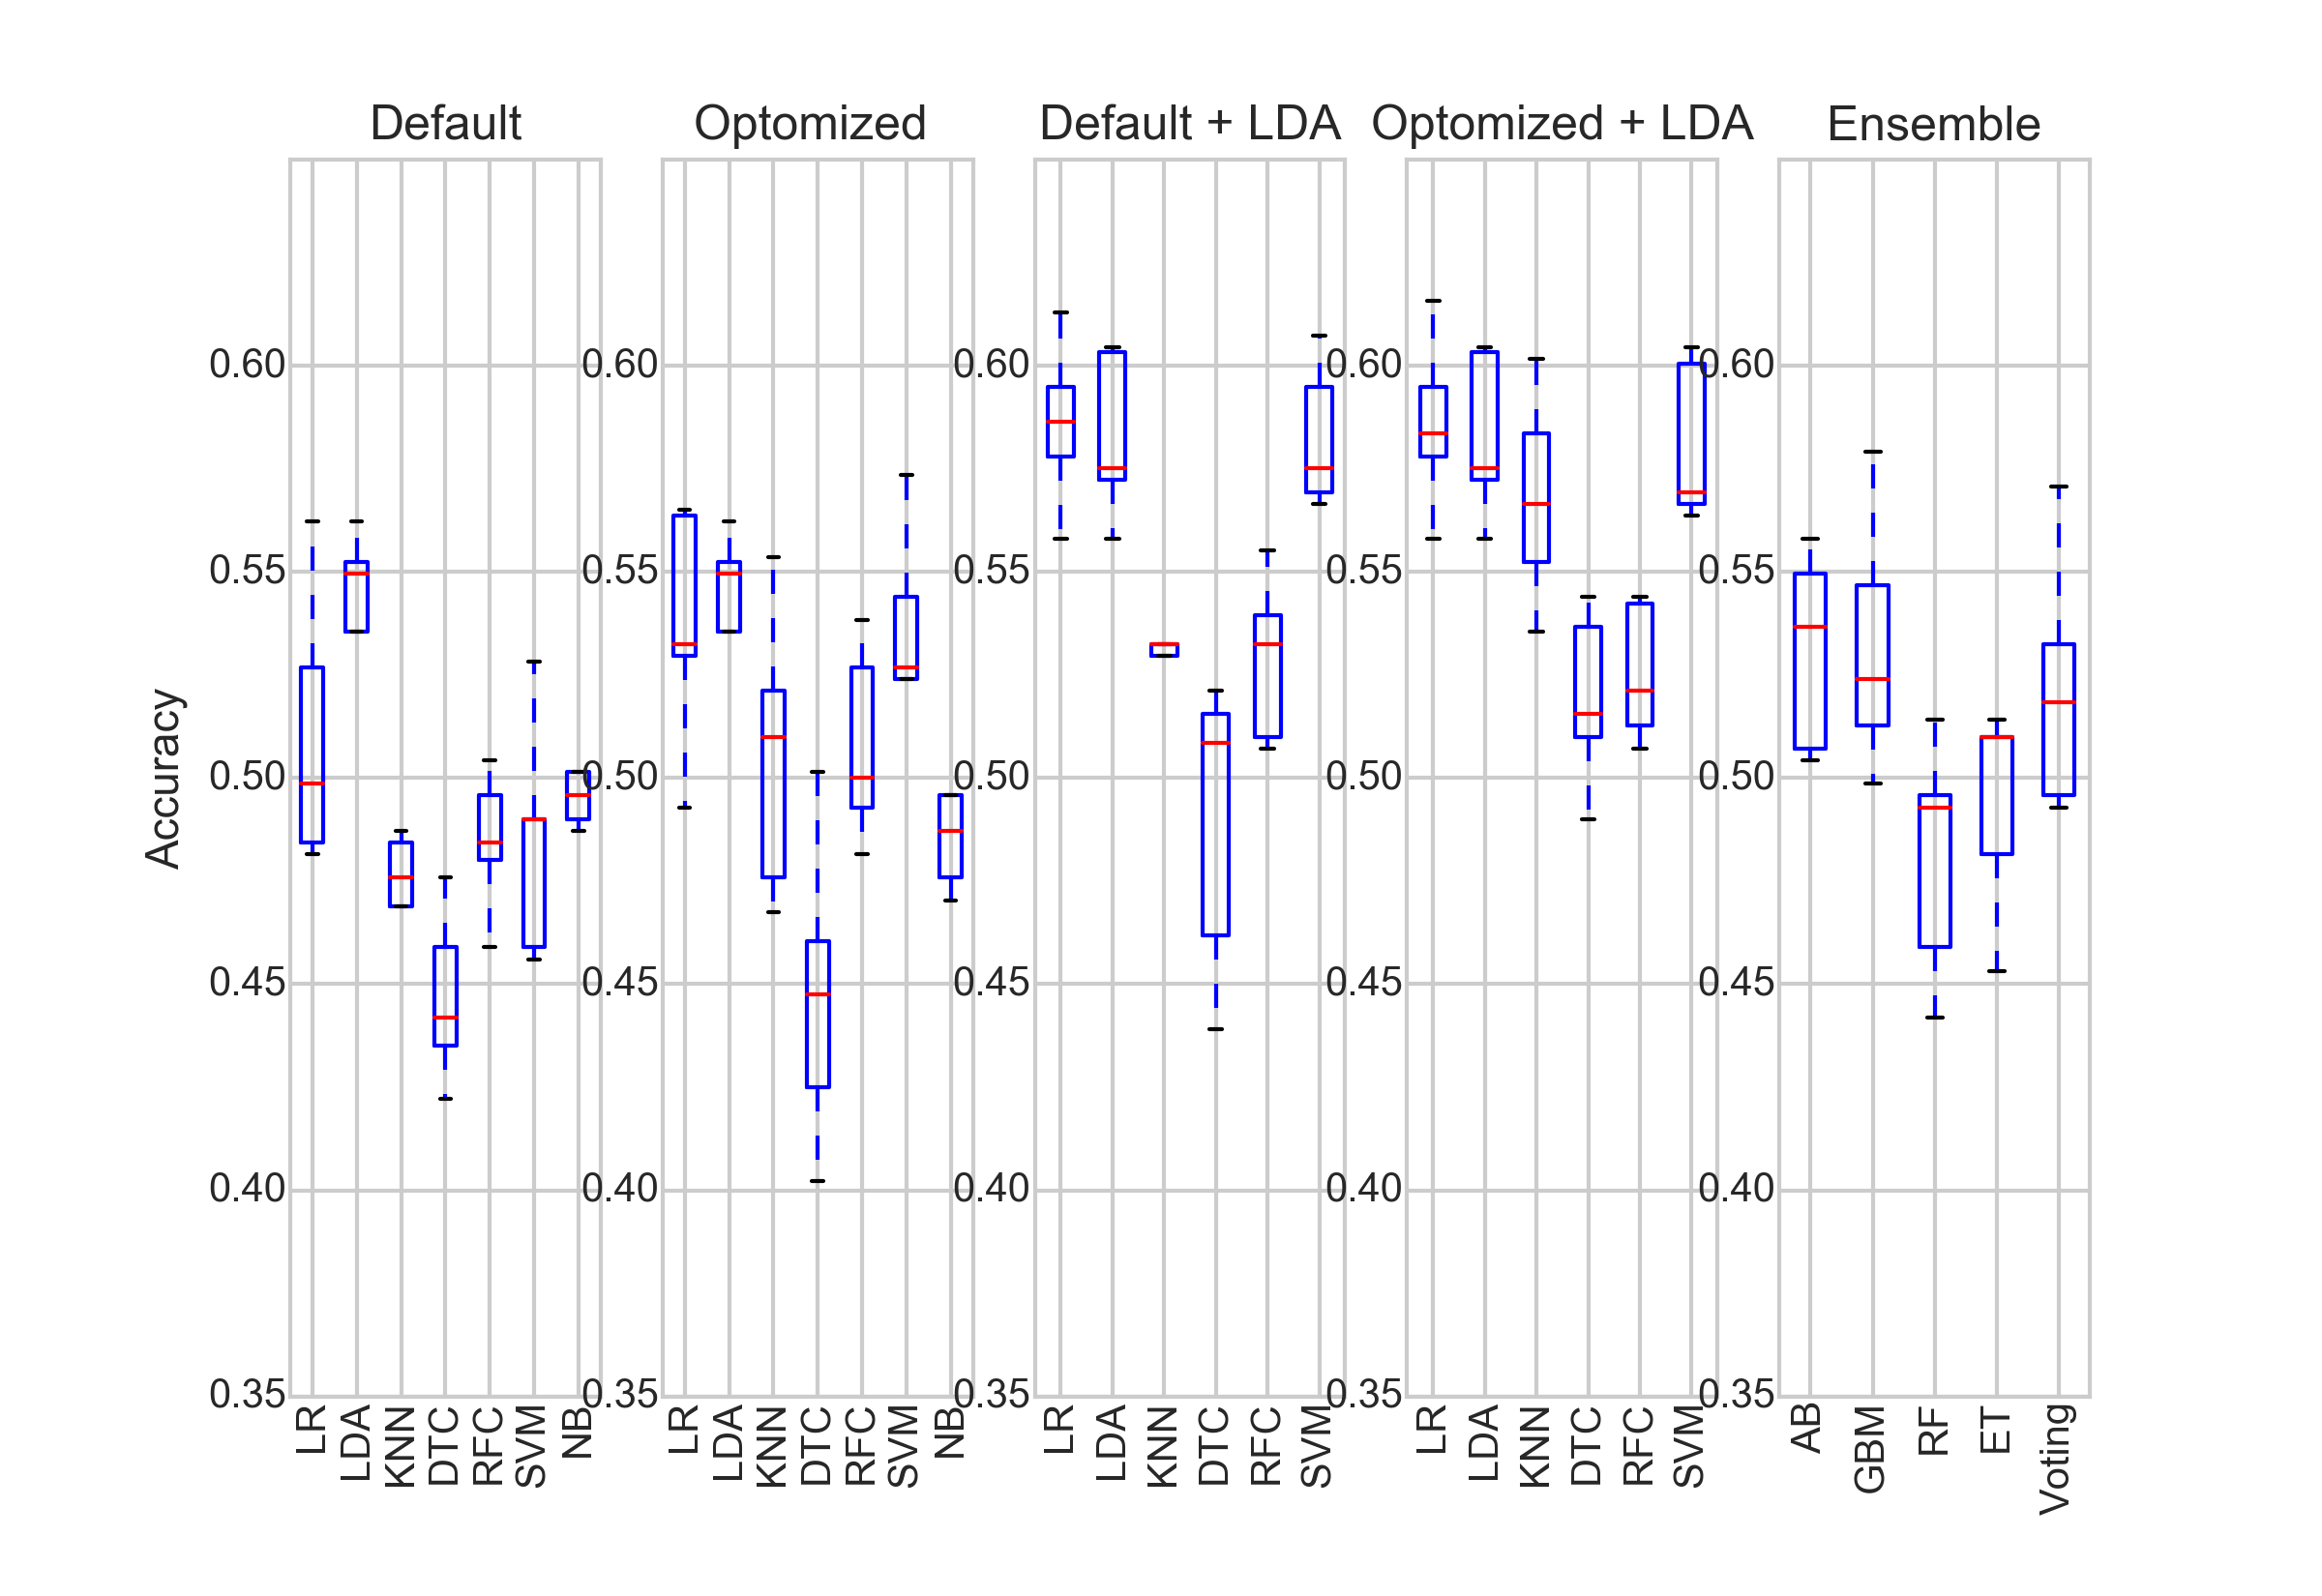 Default
Optomized
Default + LDA
Optomized + LDA
Ensemble
Accuracy
0.60
0.55
0.50
0.45
0.40
0.35
LR
LDA
KNN
DTC
RFC
SVM
NB
0.60
0.55
0.50
0.45
0.40
0.35
LR
LDA
KNN
DTC
RFC
SVM
NB
0.60
0.55
0.50
0.45
0.40
0.35
LR
LDA
KNN
DTC
RFC
SVM
0.60
0.55
0.50
0.45
0.40
0.35
LR
LDA
KNN
DTC
RFC
SVM
0.60
0.55
0.50
0.45
0.40
0.35
AB
GBM
RF
ET
Voting